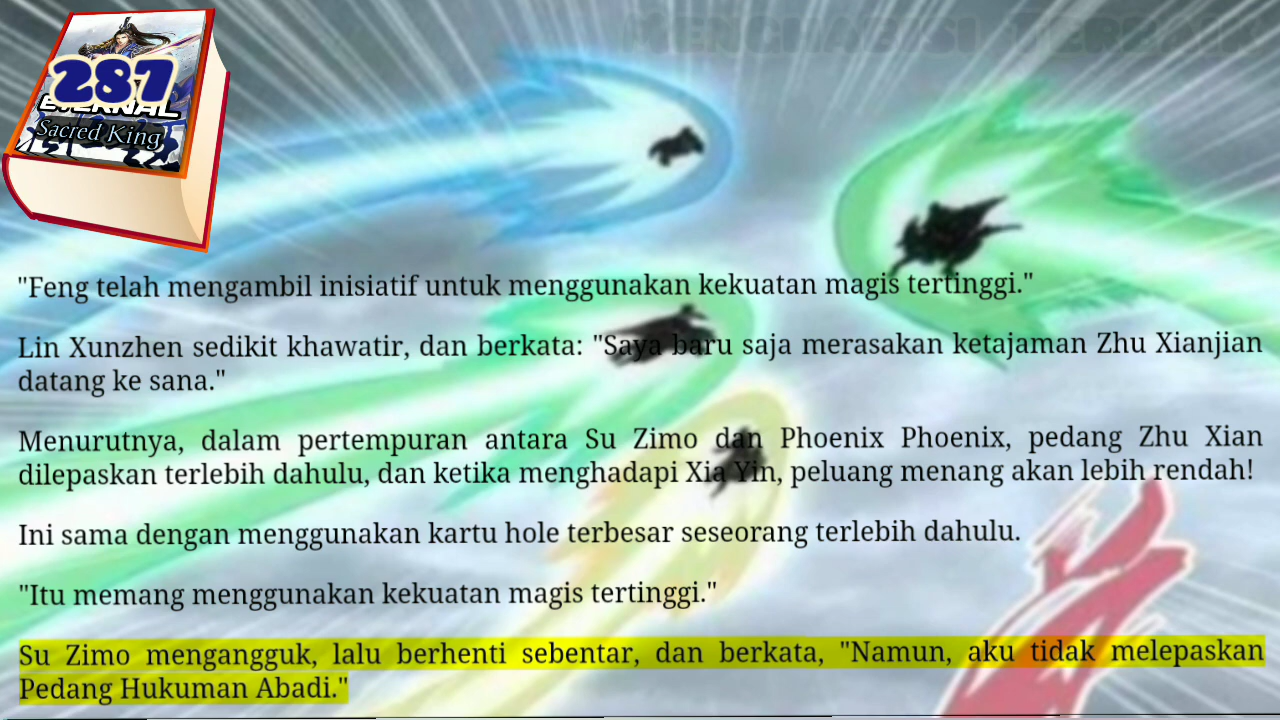 287
ETERNAL
Sacred King
"Feng telah mengambil inisiatif untuk menggunakan kekuatan magis tertinggi."
Lin Xunzhen sedikit khawatir, dan berkata: "Saya baru saja merasakan ketajaman Zhu Xianjian
datang ke sana."
Menurutnya, dalam pertempuran antara Su Zimo dan Phoenix Phoenix, pedang Zhu Xian
dilepaskan terlebih dahulu, dan ketika menghadapi Xia Yin, peluang menang akan lebih rendah!
Ini sama dengan menggunakan kartu hole terbesar seseorang terlebih dahulu.
"Itu memang menggunakan kekuatan magis tertinggi."
Su Zimo mengangguk, lalu berhenti sebentar, dan berkata, "Namun, aku tidak melepaskan
Pedang Hukuman Abadi."